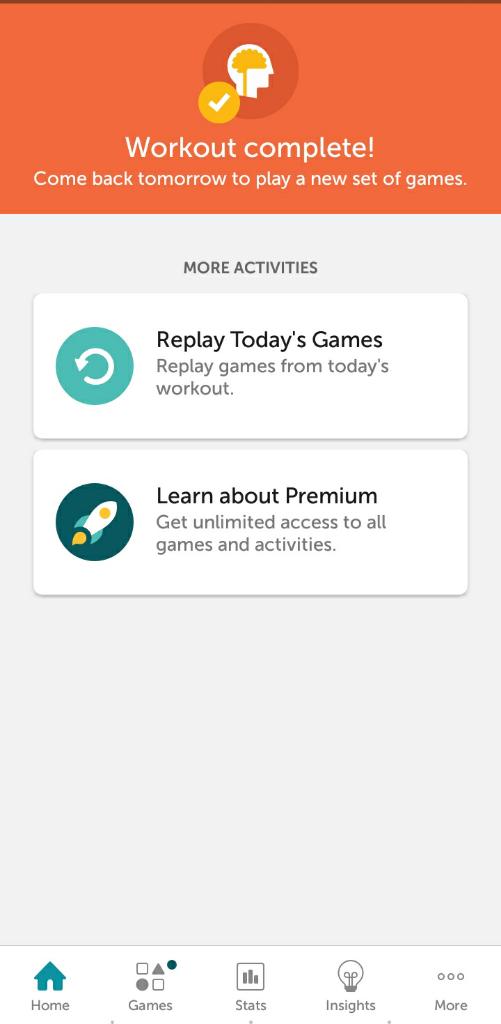 Workout complete!
Come back tomorrow to play a new set of games.
MORE ACTIVITIES
Replay Today's Games
Replay games from today's
workout.
Learn about Premium
Get unlimited access to all
games and activities.
Home
Games
Stats
Insights
More